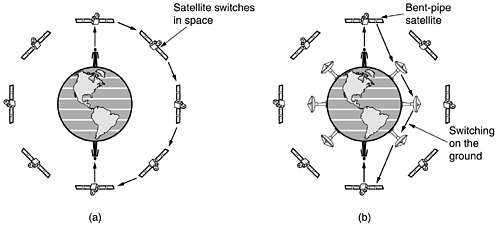 Satellite switches
in space
Bent-pipe
satellite
Switching
on the
ground
(a)
(b)